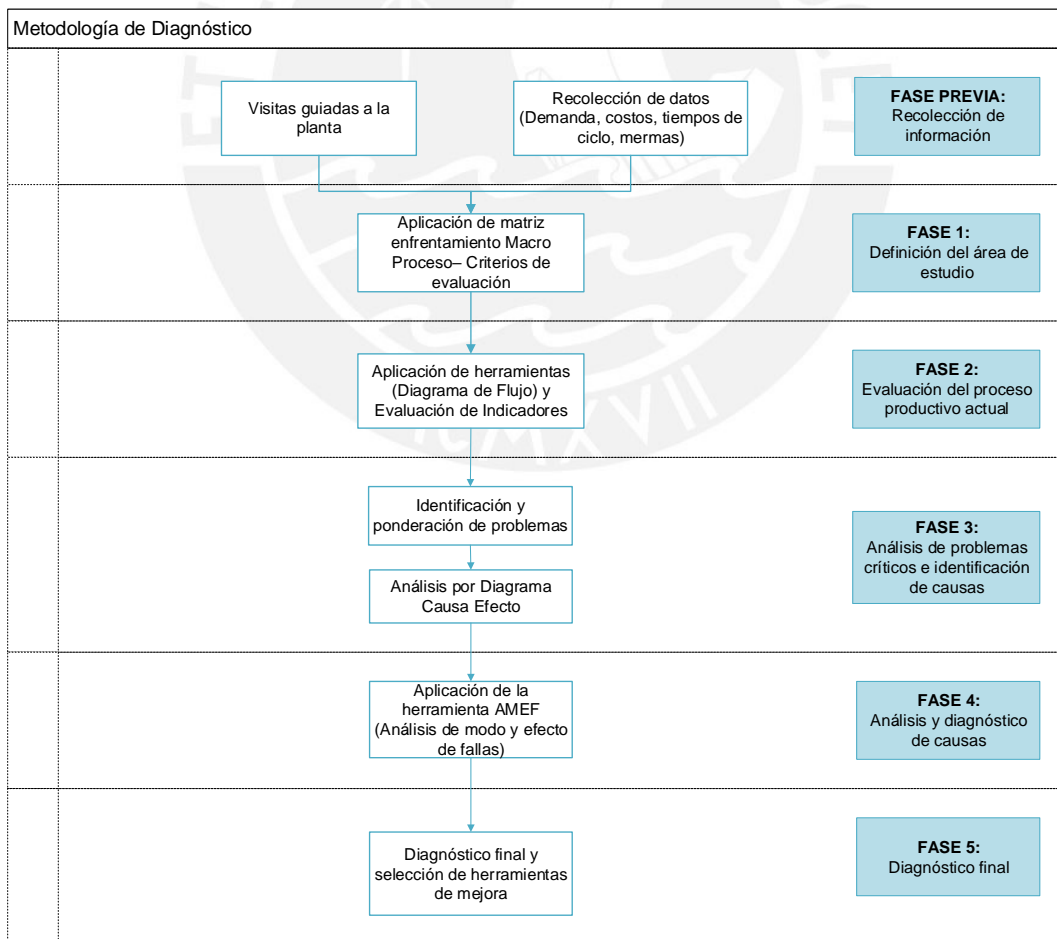 Metodología de Diagnóstico
Visitas guiadas a la
planta
Recolección de datos
(Demanda, costos, tiempos de
ciclo, mermas)
FASE PREVIA:
Recolección de
información
Aplicación de matriz
enfrentamiento Macro
Proceso– Criterios de
evaluación
FASE 1:
Definición del área de
estudio
Aplicación de herramientas
(Diagrama de Flujo) y
Evaluación de Indicadores
FASE 2:
Evaluación del proceso
productivo actual
Identificación y
ponderación de problemas
Análisis por Diagrama
Causa Efecto
FASE 3:
Análisis de problemas
críticos e identificación
de causas
Aplicación de la
herramienta AMEF
(Análisis de modo y efecto
de fallas)
FASE 4:
Análisis y diagnóstico
de causas
Diagnóstico final y
selección de herramientas
de mejora
FASE 5:
Diagnóstico final